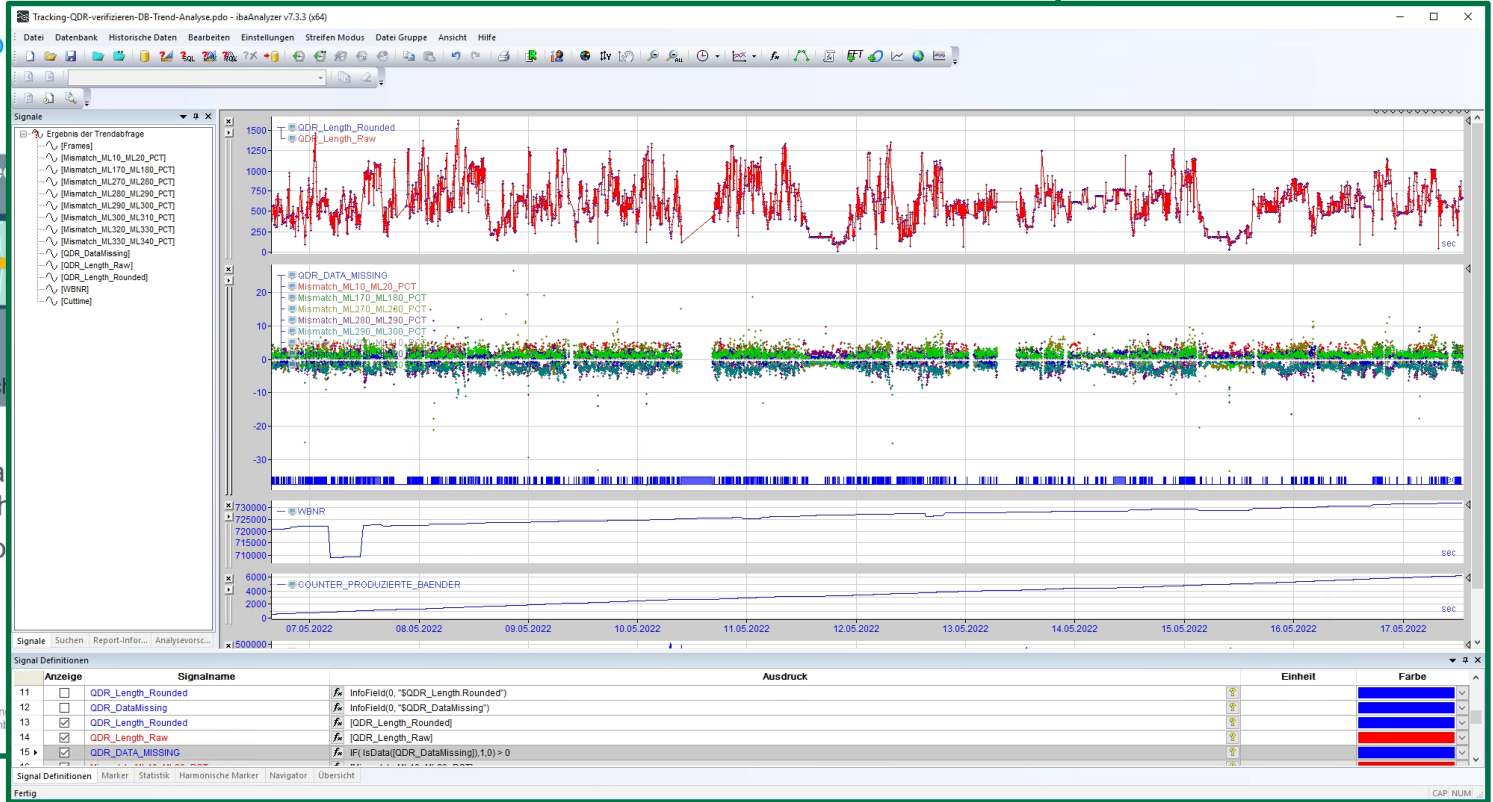 Tracking-QDR-verifizieren-DB-Trend-Analyse.pdo - ibaAnalyzer v7.3.3 (x64)
Datei Datenbank Historische Daten Bearbeiten Einstellungen Streifen Modus Datei Gruppe Ansicht Hilfe
Signale
Ergebnis der Trendabfrage
[Frames]
[Mismatch_ML10_ML20_PCT]
[Mismatch_ML170_ML180_PCT]
[Mismatch_ML270_ML280_PCT]
[Mismatch_ML280_ML290_PCT]
[Mismatch_ML290_ML300_PCT]
[Mismatch_ML300_ML310_PCT]
[Mismatch_ML320_ML330_PCT]
[Mismatch_ML330_ML340_PCT]
[QDR_DataMissing]
[QDR_Length_Raw]
[QDR_Length_Rounded]
[WBNR]
[Cuttime]
Signale Suchen Report-Infor... Analysevorsc...
1500
1250
1000
750
500
250
0
QDR_Length_Rounded
QDR_Length_Raw
sec
20
10
0
-10
-20
-30
QDR_DATA_MISSING
Mismatch_ML10_ML20_PCT
Mismatch_ML170_ML180_PCT
Mismatch_ML270_ML280_PCT
Mismatch_ML280_ML290_PCT
Mismatch_ML290_ML300_PCT
730000
725000
720000
715000
710000
WBNR
sec
6000
4000
2000
0
COUNTER_PRODUZIERTE_BAENDER
sec
07.05.2022 08.05.2022 09.05.2022 10.05.2022 11.05.2022 12.05.2022 13.05.2022 14.05.2022 15.05.2022 16.05.2022 17.05.2022
500000
Signal Definitionen
Anzeige Signalname Ausdruck Einheit Farbe
11 QDR_Length_Rounded fx InfoField(0, "$QDR_Length.Rounded")
12 QDR_DataMissing fx InfoField(0, "$QDR_DataMissing")
13 QDR_Length_Rounded fx [QDR_Length_Rounded]
14 QDR_Length_Raw fx [QDR_Length_Raw]
15 QDR_DATA_MISSING fx IF( IsData([QDR_DataMissing]),1,0) > 0
Signal Definitionen Marker Statistik Harmonische Marker Navigator Übersicht
Fertig
CAP NUM